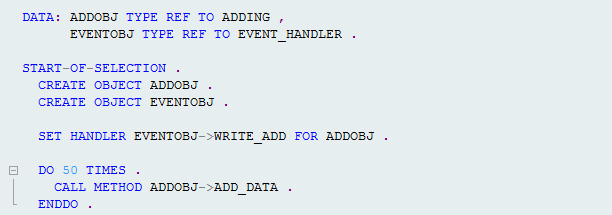 DATA: ADDOBJ TYPE REF TO ADDING ,
EVENTOBJ TYPE REF TO EVENT_HANDLER .
START-OF-SELECTION .
CREATE OBJECT ADDOBJ .
CREATE OBJECT EVENTOBJ .
SET HANDLER EVENTOBJ->WRITE_ADD FOR ADDOBJ .
DO 50 TIMES .
CALL METHOD ADDOBJ->ADD_DATA .
ENDDO .